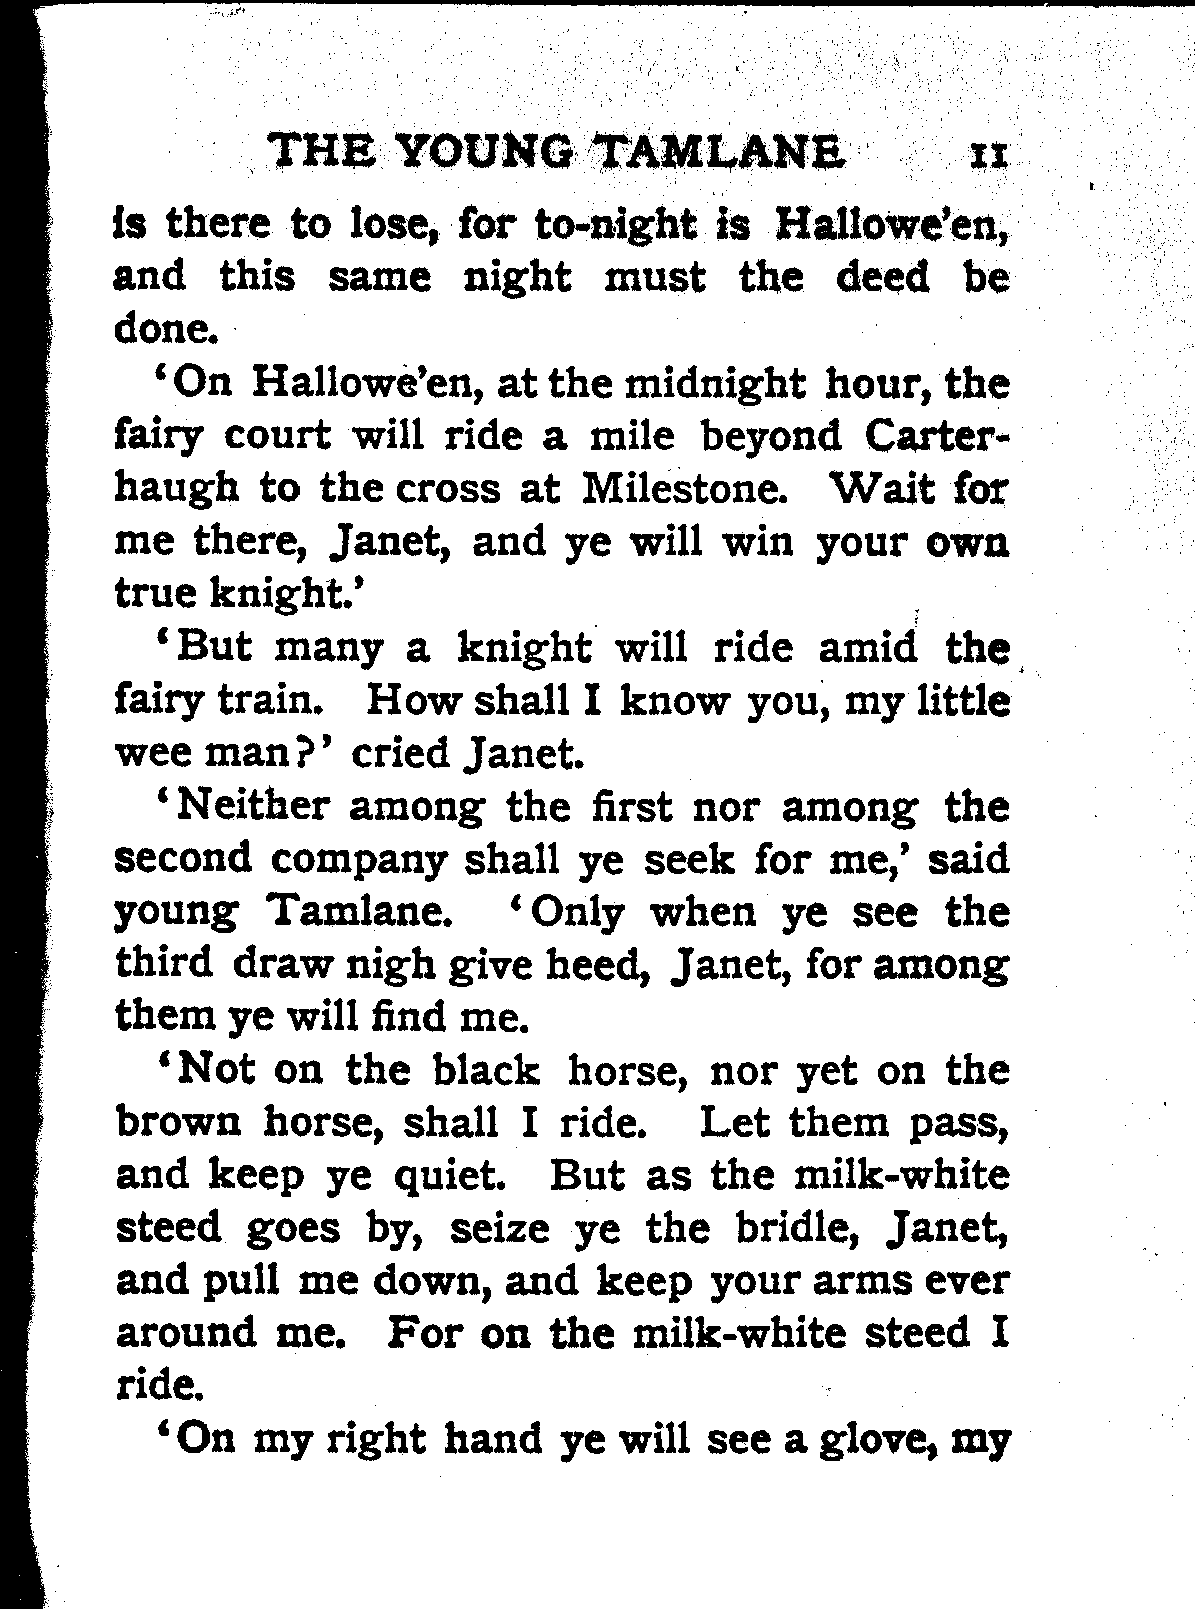 THE YOUNG TAMLANE 11
is there to lose, for to-night is Hallowe'en,
and this same night must the deed be
done.
‘On Hallowe'en, at the midnight hour, the
fairy court will ride a mile beyond Carter-
haugh to the cross at Milestone. Wait for
me there, Janet, and ye will win your own
true knight.’
‘But many a knight will ride amid the
fairy train. How shall I know you, my little
wee man?’ cried Janet.
‘Neither among the first nor among the
second company shall ye seek for me,’ said
young Tamlane. ‘Only when ye see the
third draw nigh give heed, Janet, for among
them ye will find me.
‘Not on the black horse, nor yet on the
brown horse, shall I ride. Let them pass,
and keep ye quiet. But as the milk-white
steed goes by, seize ye the bridle, Janet,
and pull me down, and keep your arms ever
around me. For on the milk-white steed I
ride.
‘On my right hand ye will see a glove, my